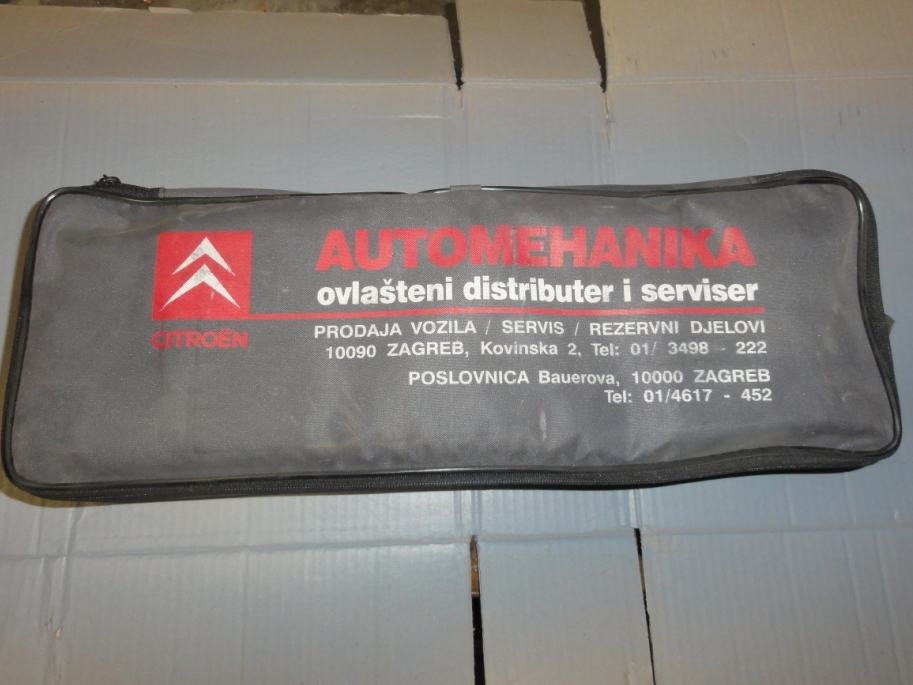 AUTOMEHANIKA
ovlašteni distributer i serviser
CITROËN
PRODAJA VOZILA / SERVIS / REZERVNI DJELOVI
10090 ZAGREB, Kovinska 2, Tel: 01/ 3498 - 222
POSLOVNICA Bauerova, 10000 ZAGREB
Tel: 01/4617 - 452